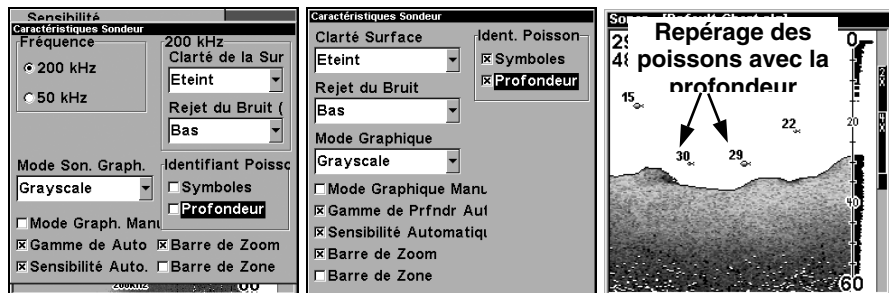 Sensibilité
Caractéristiques Sondeur
Fréquence
200 kHz
50 kHz
200 kHz
Clarté de la Sur
Eteint
Rejet du Bruit (
Bas
Mode Son. Graph.
Grayscale
Identifiant Poissc
Symboles
Profondeur
Mode Graph. Manu
Gamme de Auto
Barre de Zoom
Sensibilité Auto.
Barre de Zone
200kHz
60
Caractéristiques Sondeur
Clarté Surface
Eteint
Rejet du Bruit
Bas
Mode Graphique
Grayscale
Ident. Poisson
Symboles
Profondeur
Mode Graphique Manu
Gamme de Prfndr Aut
Sensibilité Automatiqu
Barre de Zoom
Barre de Zone
Repérage des
poissons avec la
profondeur
0
15
22
20
30
29
40
60